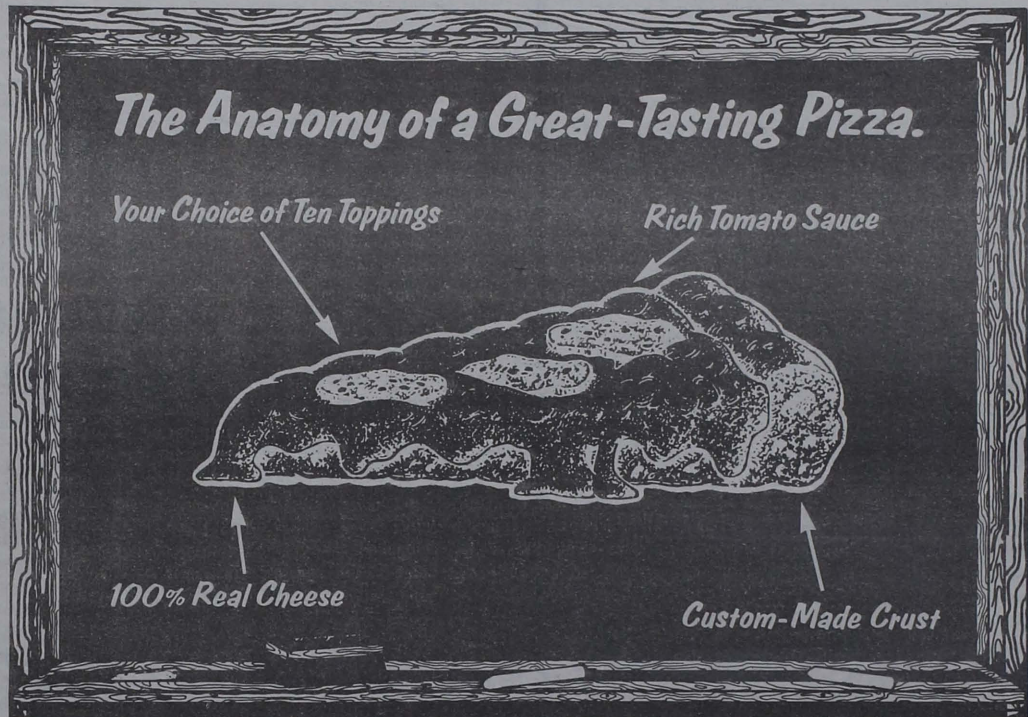 The Anatomy of a Great-Tasting Pizza.
Your Choice of Ten Toppings
Rich Tomato Sauce
100% Real Cheese
Custom-Made Crust